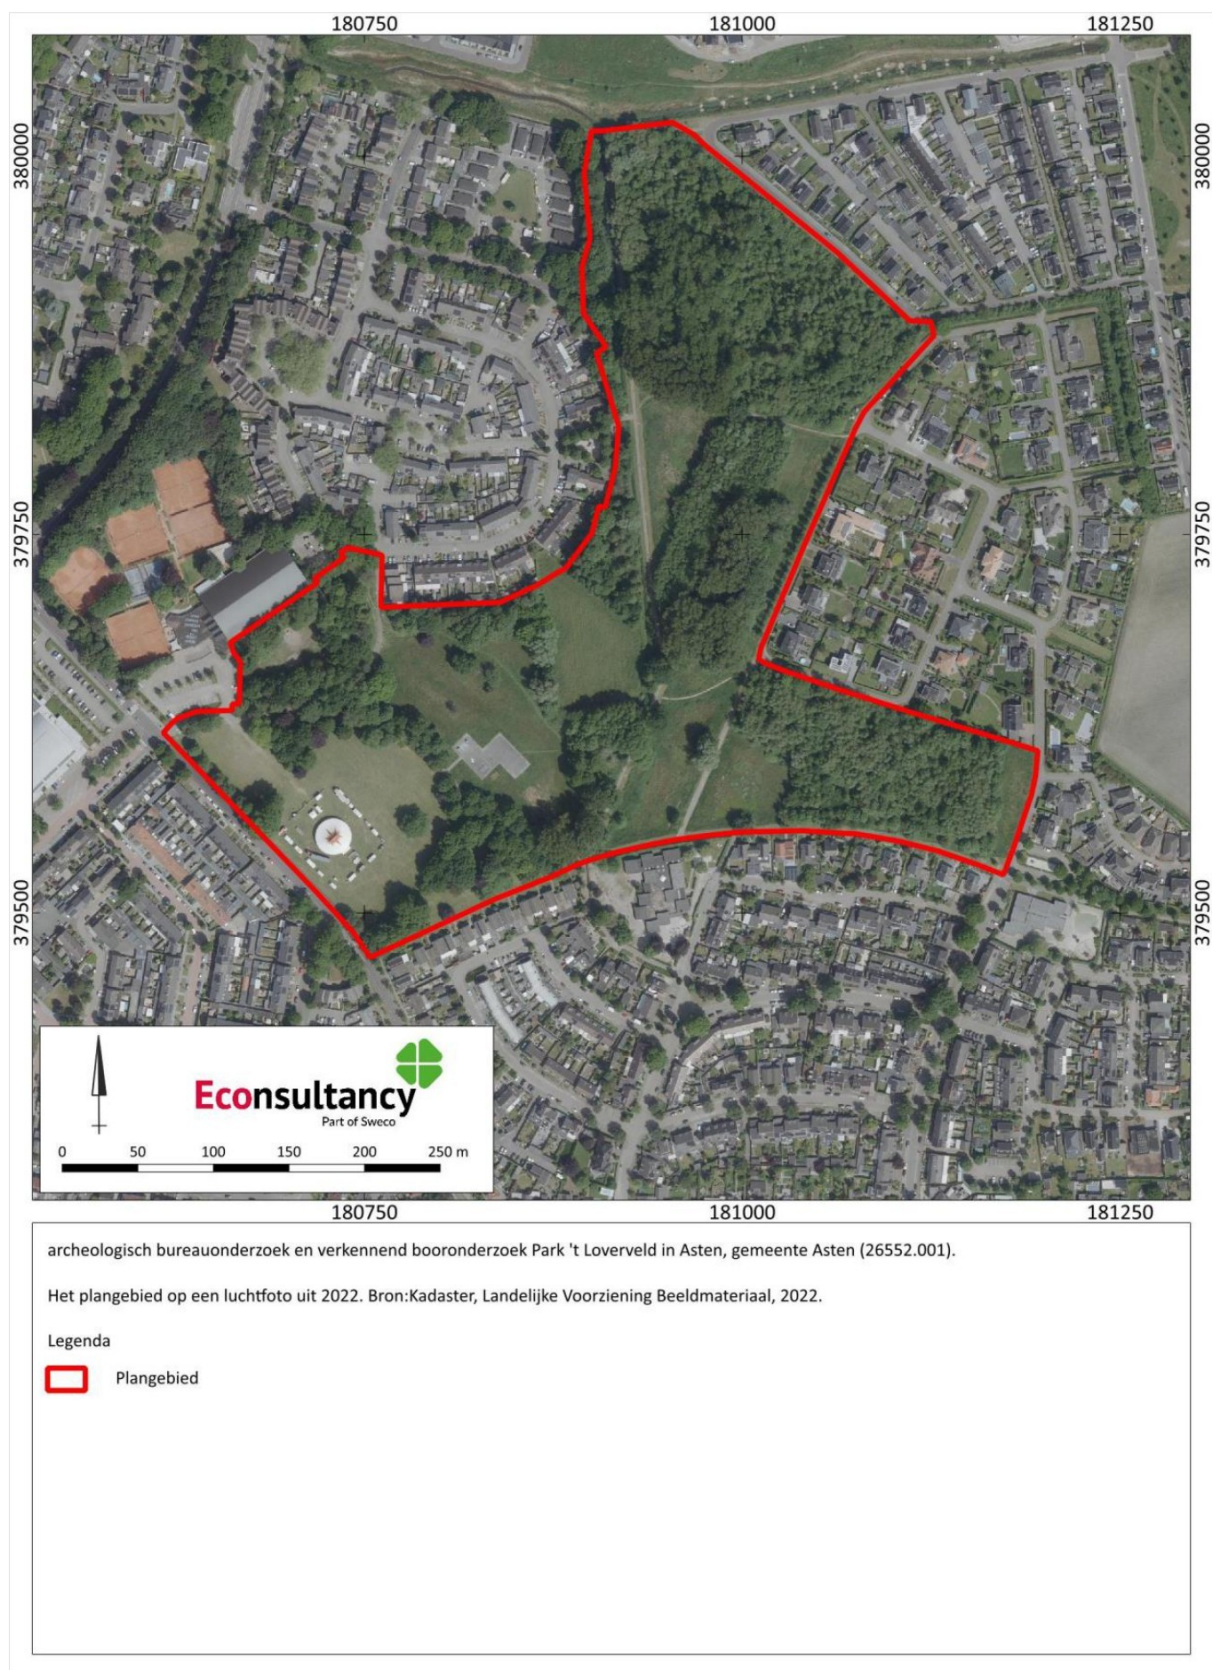 180750 181000 181250
380000 380000
379750 379750
379500 379500
Econsultancy
Part of Sweco
0 50 100 150 200 250 m
180750 181000 181250
archeologisch bureauonderzoek en verkennend booronderzoek Park 't Loverveld in Asten, gemeente Asten (26552.001).
Het plangebied op een luchtfoto uit 2022. Bron:Kadaster, Landelijke Voorziening Beeldmateriaal, 2022.
Legenda
Plangebied